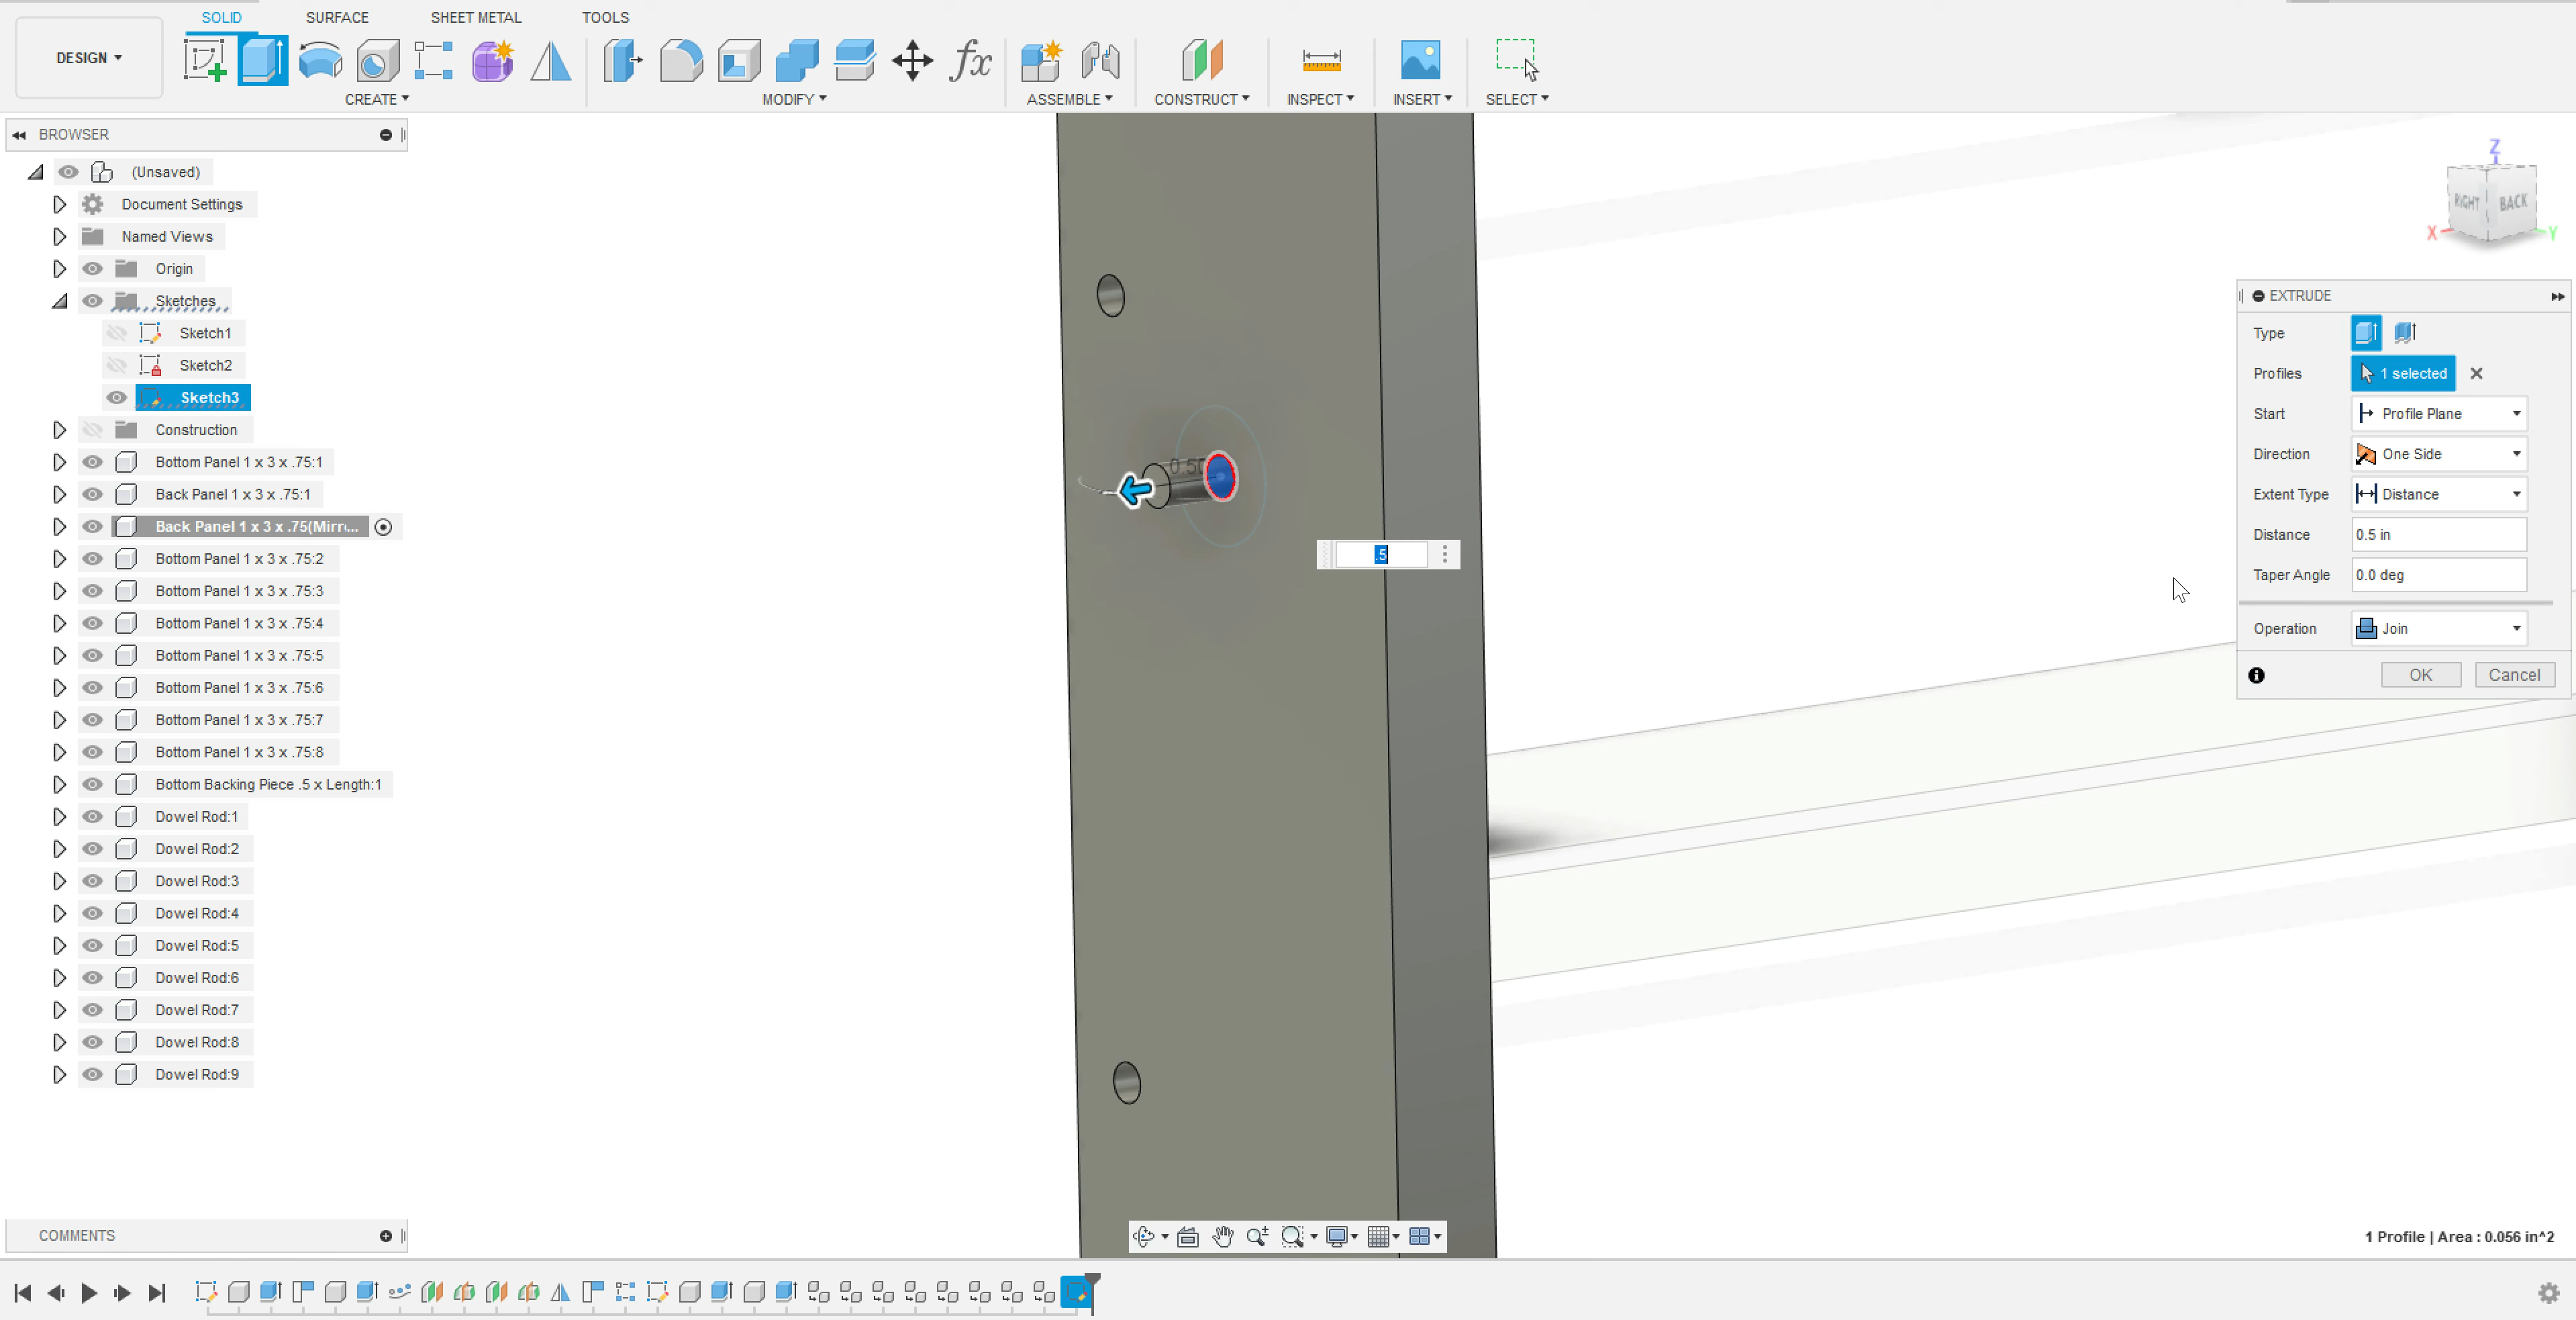 SOLID SURFACE SHEET METAL TOOLS
DESIGN
CREATE MODIFY ASSEMBLE CONSTRUCT INSPECT INSERT SELECT
fx
BROWSER
(Unsaved)
Document Settings
Named Views
Origin
Sketches
Sketch1
Sketch2
Sketch3
Construction
Bottom Panel 1 x 3 x .75:1
Back Panel 1 x 3 x .75:1
Back Panel 1 x 3 x .75(Mirr...
Bottom Panel 1 x 3 x .75:2
Bottom Panel 1 x 3 x .75:3
Bottom Panel 1 x 3 x .75:4
Bottom Panel 1 x 3 x .75:5
Bottom Panel 1 x 3 x .75:6
Bottom Panel 1 x 3 x .75:7
Bottom Panel 1 x 3 x .75:8
Bottom Backing Piece .5 x Length:1
Dowel Rod:1
Dowel Rod:2
Dowel Rod:3
Dowel Rod:4
Dowel Rod:5
Dowel Rod:6
Dowel Rod:7
Dowel Rod:8
Dowel Rod:9
COMMENTS
0.50
.5
Z
RIGHT BACK
X Y
EXTRUDE
Type
Profiles 1 selected
Start Profile Plane
Direction One Side
Extent Type Distance
Distance 0.5 in
Taper Angle 0.0 deg
Operation Join
OK Cancel
1 Profile | Area : 0.056 in^2